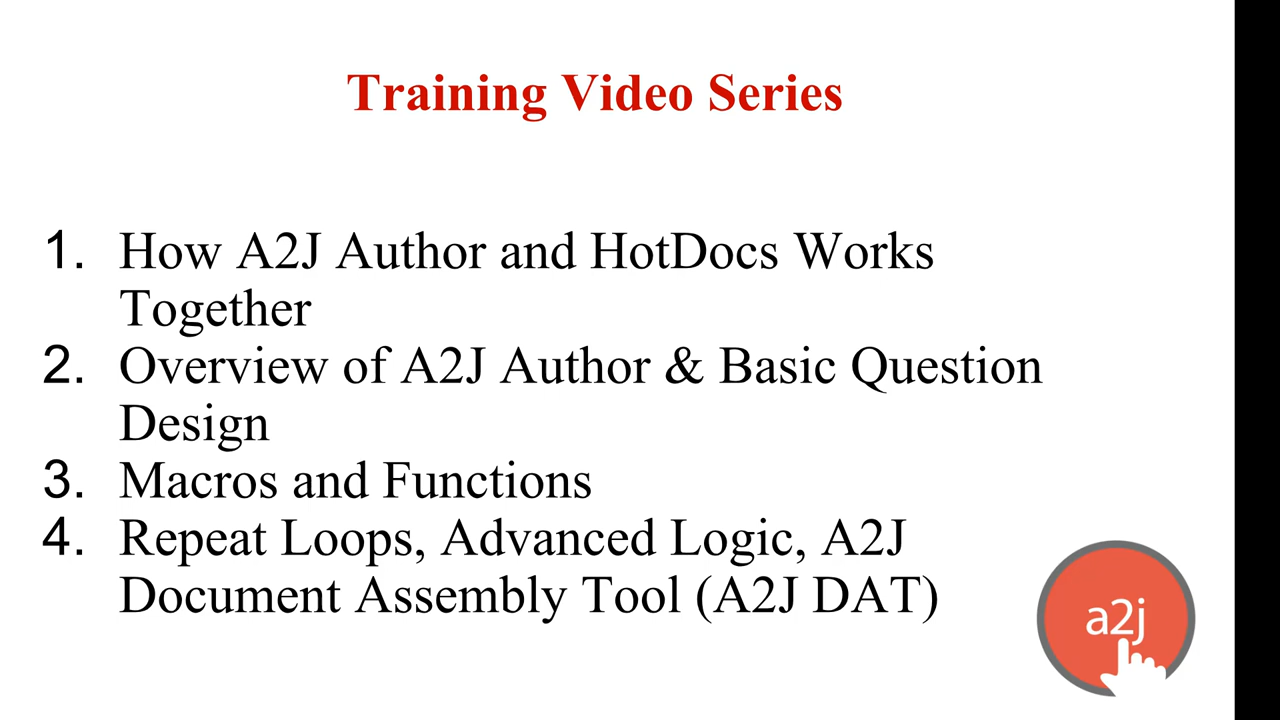 Training Video Series
1. How A2J Author and HotDocs Works
Together
2. Overview of A2J Author & Basic Question
Design
3. Macros and Functions
4. Repeat Loops, Advanced Logic, A2J
Document Assembly Tool (A2J DAT)
a2j